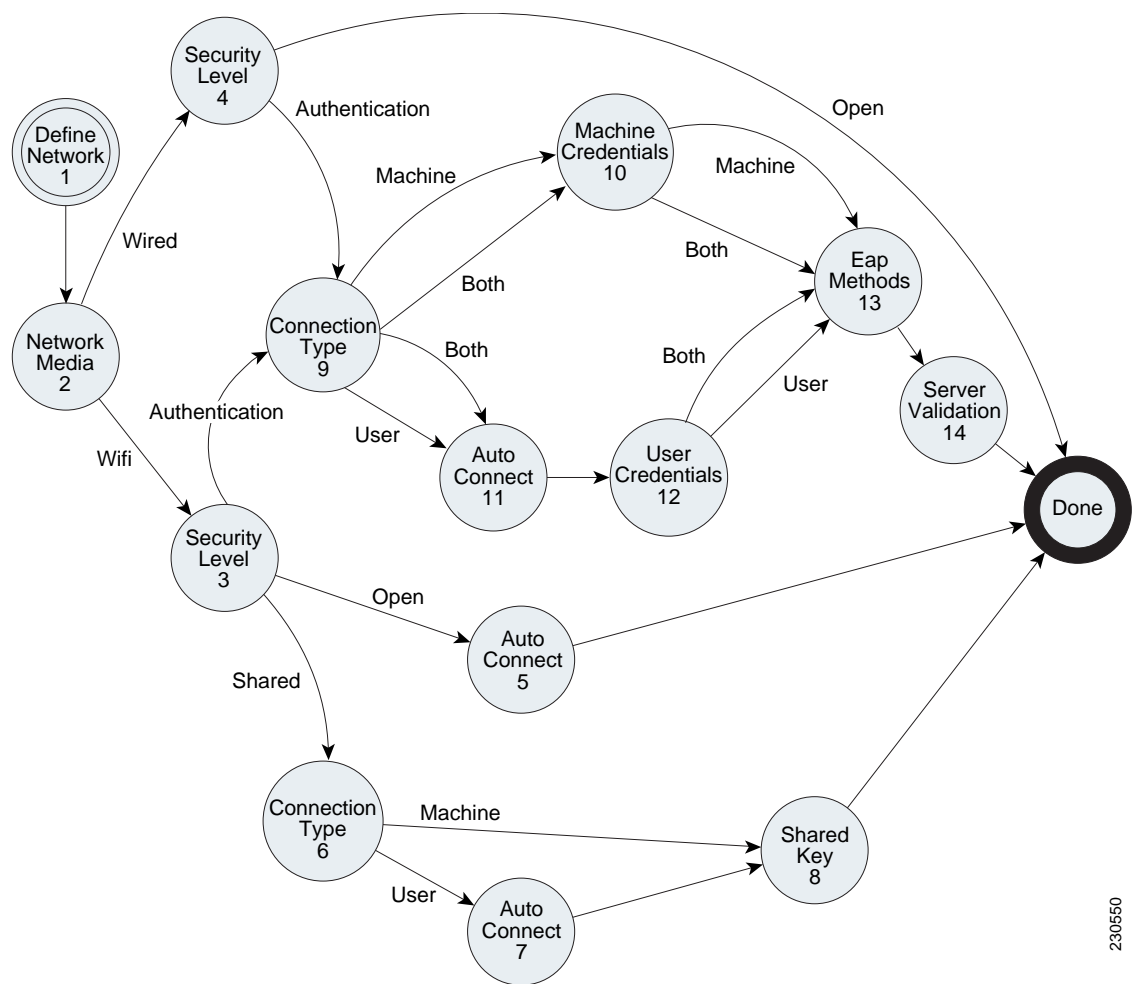 Security
Level
4
Open
Authentication
Define
Network
1
Machine
Credentials
10
Machine
Machine
Wired
Both
Eap
Methods
13
Both
Connection
Type
9
Network
Media
2
Both
Both
User
Server
Validation
14
Authentication
User
Wifi
Auto
Connect
11
User
Credentials
12
Done
Security
Level
3
Open
Auto
Connect
5
Shared
Connection
Type
6
Machine
Shared
Key
8
User
Auto
Connect
7
230550